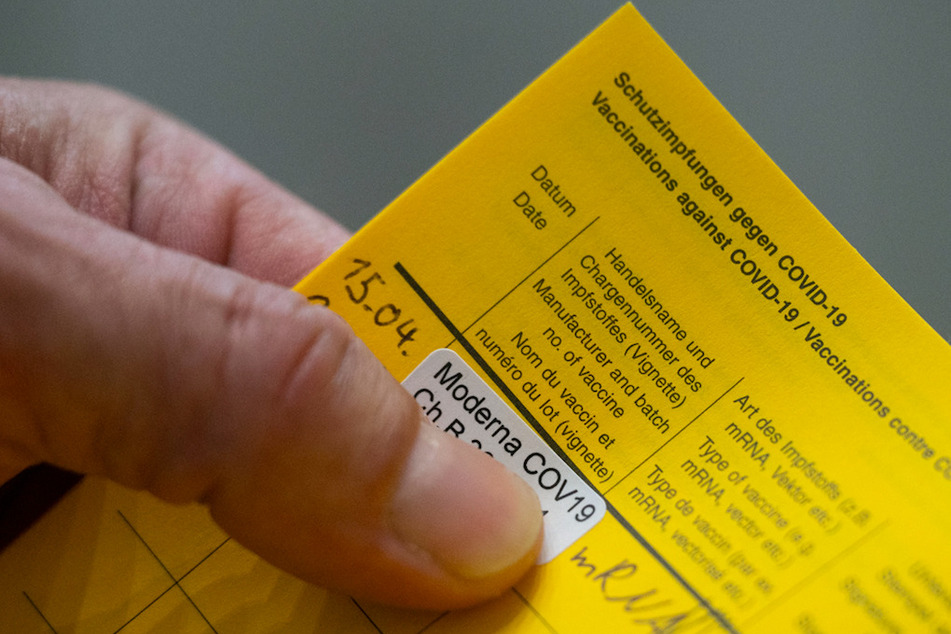 Schutzimpfungen gegen COVID-19
Vaccinations against COVID-19 / Vaccinations contre
Datum
Date
Handelsname und
Chargennummer des
Impfstoffes (Vignette)
Manufacturer and batch
no. of vaccine
Nom du vaccin et
numéro du lot (vignette)
Art des Impfstoffs (z.B.
mRNA, Vektor etc.)
Type of vaccine (e.g.
mRNA, vector etc.)
Type de vaccin (par ex.
mRNA, vectorisé etc.)
15.04.
Moderna COV19
Ch.B
mRNA